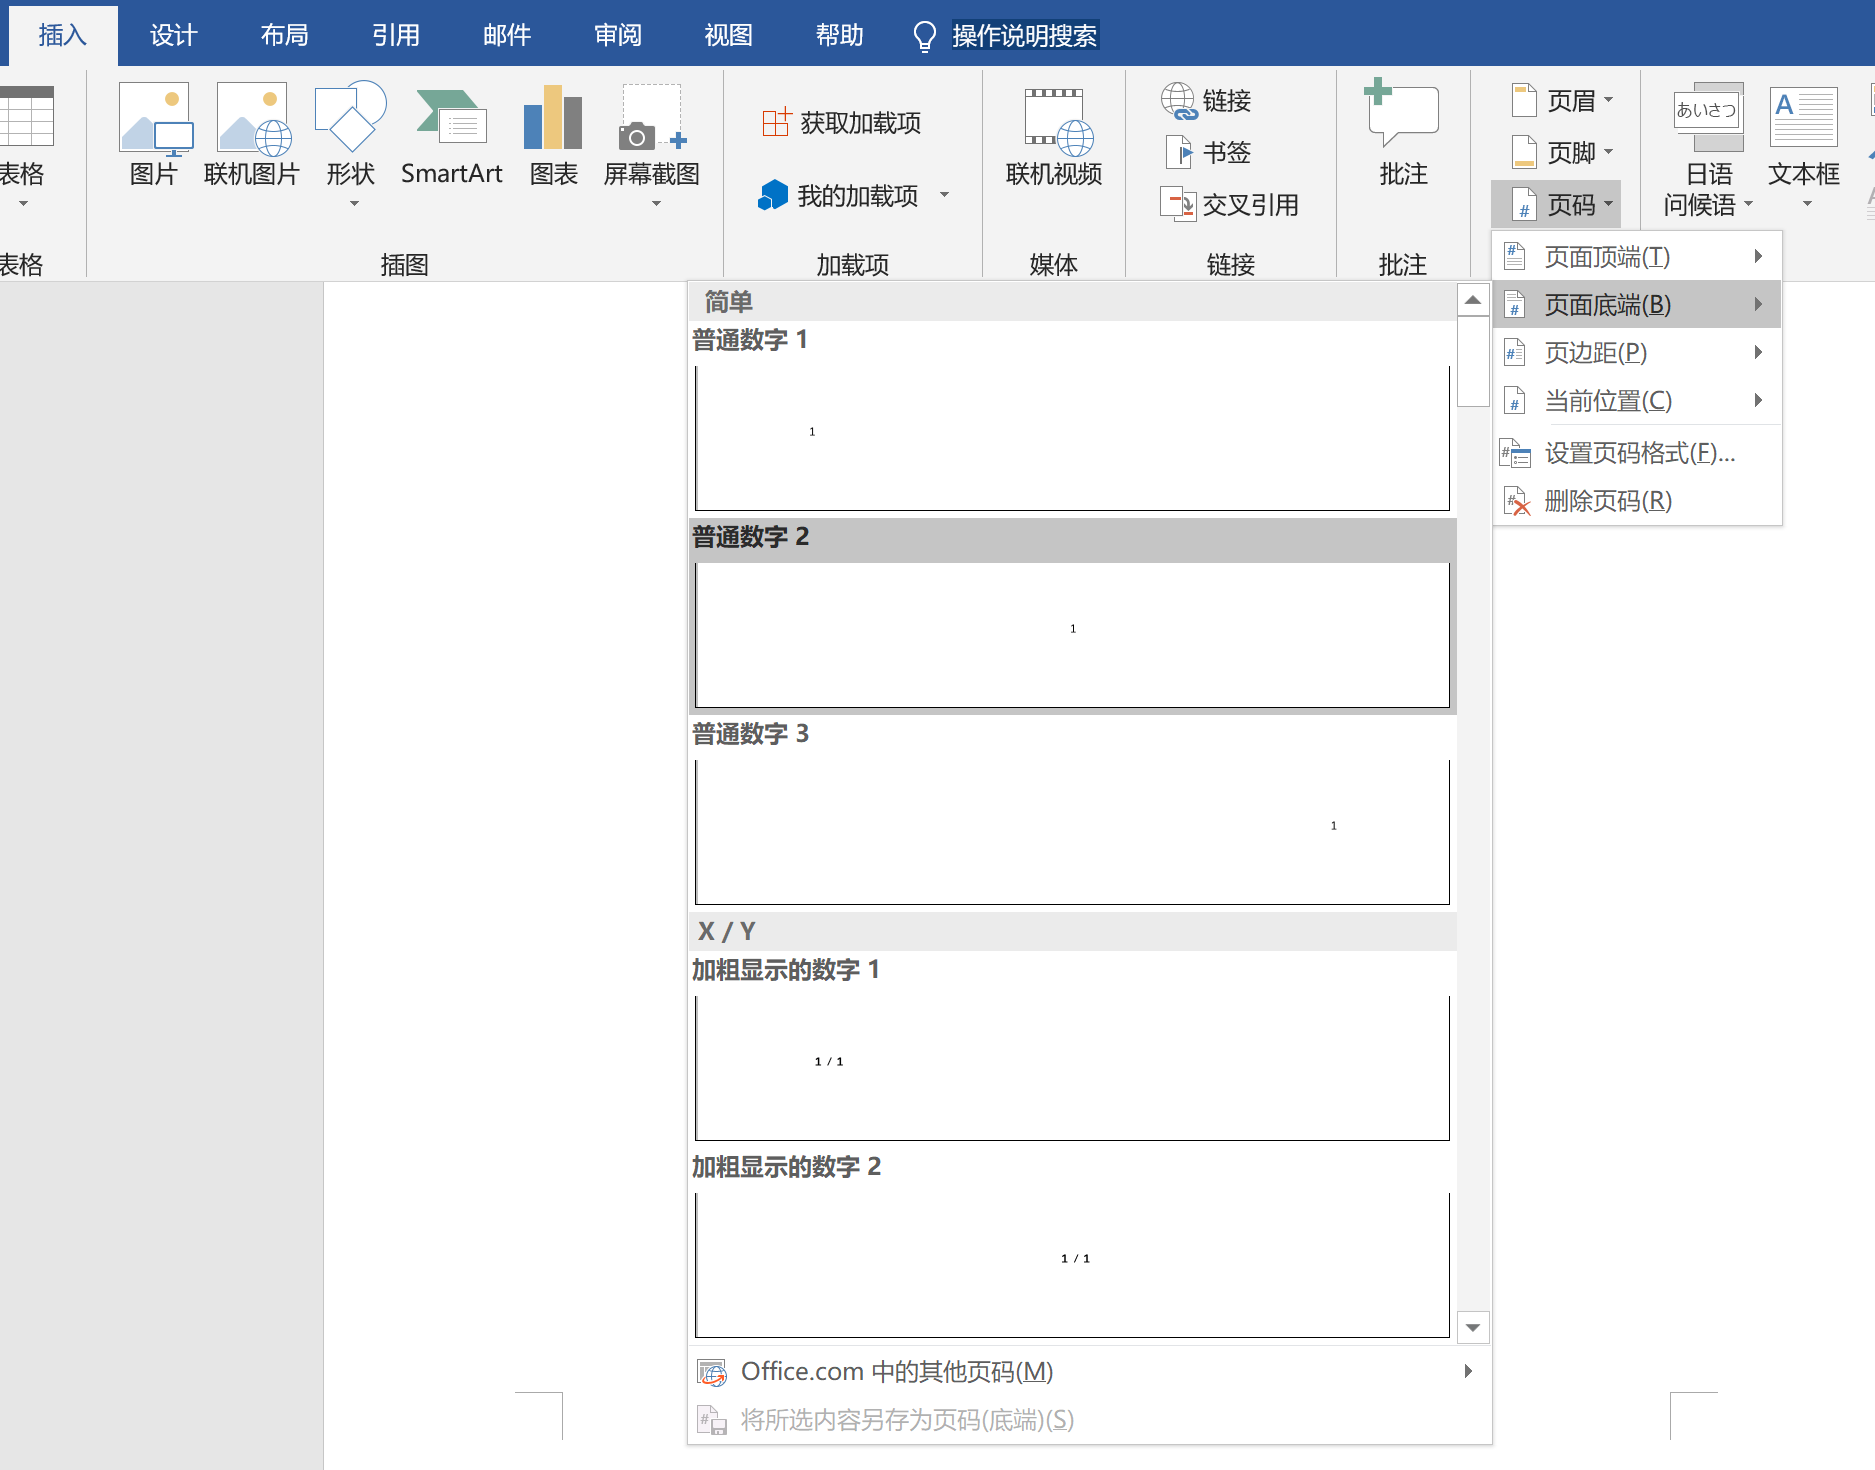 插入 设计 布局 引用 邮件 审阅 视图 帮助 操作说明搜索
表格
图片
联机图片
形状
SmartArt
图表
屏幕截图
插图
获取加载项
我的加载项
加载项
联机视频
媒体
链接
书签
交叉引用
链接
批注
批注
页眉
页脚
# 页码
あいさつ
日语
问候语
A
文本框
表格
页面顶端(T)
页面底端(B)
页边距(P)
当前位置(C)
设置页码格式(F)...
删除页码(R)
简单
普通数字 1
1
普通数字 2
1
普通数字 3
1
X / Y
加粗显示的数字 1
1 / 1
加粗显示的数字 2
1 / 1
Office.com 中的其他页码(M)
将所选内容另存为页码(底端)(S)